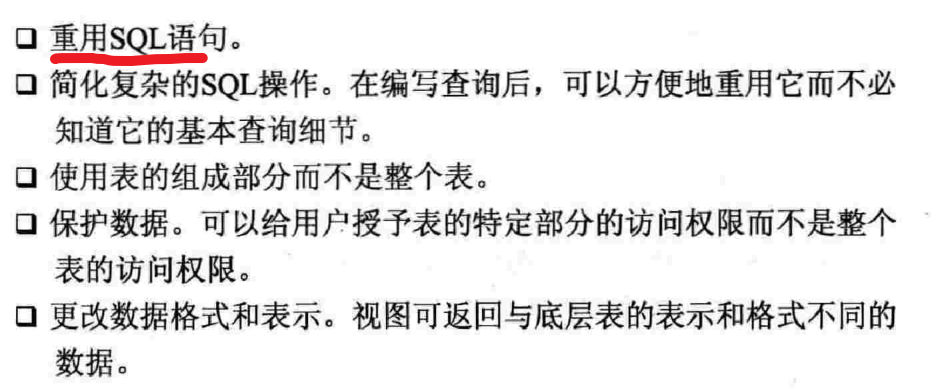 ❑ 重用SQL语句。
❑ 简化复杂的SQL操作。在编写查询后，可以方便地重用它而不必
知道它的基本查询细节。
❑ 使用表的组成部分而不是整个表。
❑ 保护数据。可以给用户授予表的特定部分的访问权限而不是整个
表的访问权限。
❑ 更改数据格式和表示。视图可返回与底层表的表示和格式不同的
数据。